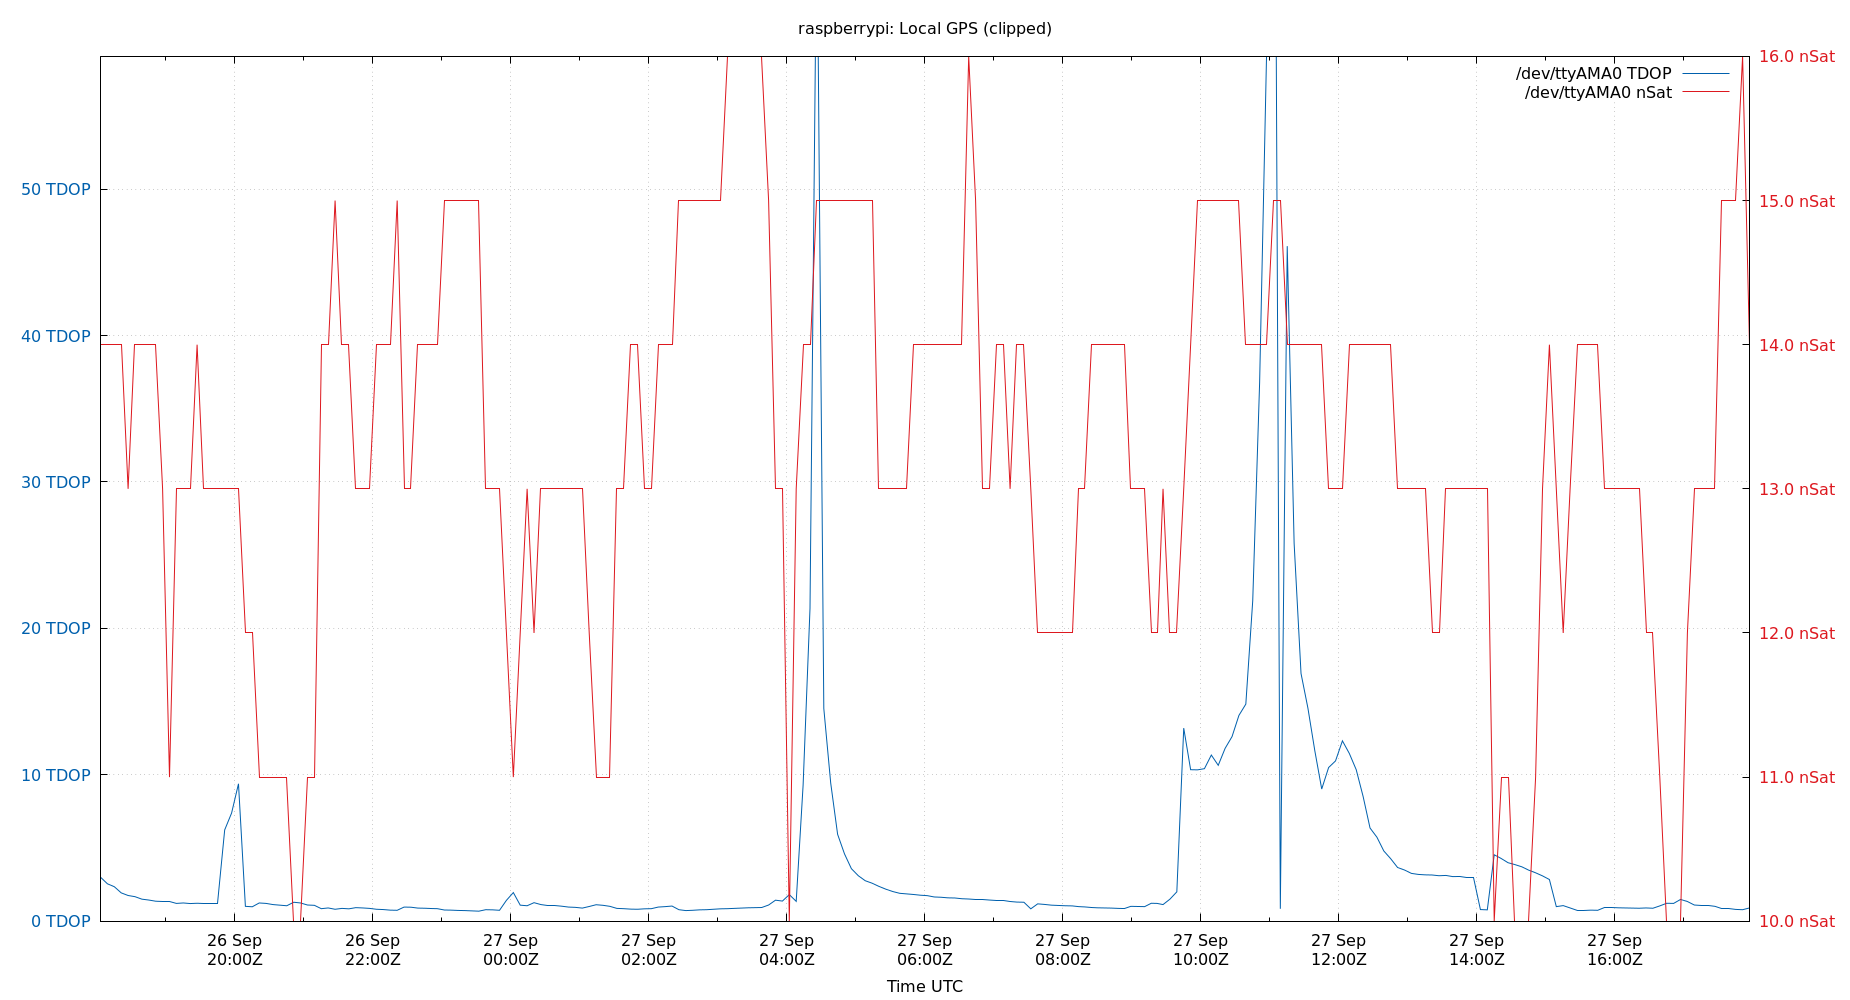 raspberrypi: Local GPS (clipped)
/dev/ttyAMA0 TDOP
/dev/ttyAMA0 nSat
50 TDOP
40 TDOP
30 TDOP
20 TDOP
10 TDOP
0 TDOP
16.0 nSat
15.0 nSat
14.0 nSat
13.0 nSat
12.0 nSat
11.0 nSat
10.0 nSat
26 Sep
20:00Z
26 Sep
22:00Z
27 Sep
00:00Z
27 Sep
02:00Z
27 Sep
04:00Z
27 Sep
06:00Z
27 Sep
08:00Z
27 Sep
10:00Z
27 Sep
12:00Z
27 Sep
14:00Z
27 Sep
16:00Z
Time UTC